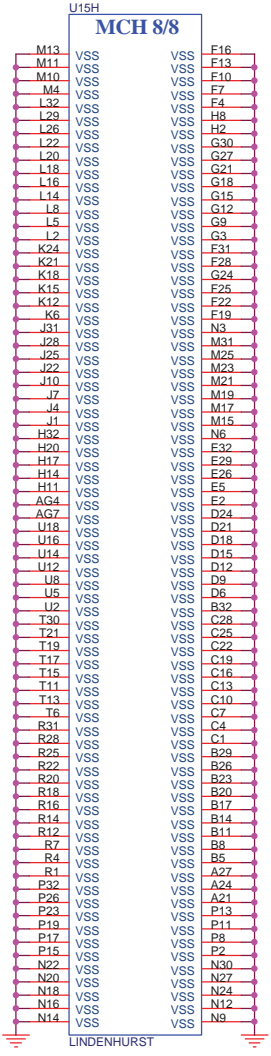 U15H
MCH 8/8
M13 VSS VSS F16
M11 VSS VSS F13
M10 VSS VSS F10
M4 VSS VSS F7
L32 VSS VSS F4
L29 VSS VSS H8
L26 VSS VSS H2
L22 VSS VSS G30
L20 VSS VSS G27
L18 VSS VSS G21
L16 VSS VSS G18
L14 VSS VSS G15
L8 VSS VSS G12
L5 VSS VSS G9
L2 VSS VSS G3
K24 VSS VSS F31
K21 VSS VSS F28
K18 VSS VSS G24
K15 VSS VSS F25
K12 VSS VSS F22
K6 VSS VSS F19
J31 VSS VSS N3
J28 VSS VSS M31
J25 VSS VSS M25
J22 VSS VSS M23
J10 VSS VSS M21
J7 VSS VSS M19
J4 VSS VSS M17
J1 VSS VSS M15
H32 VSS VSS N6
H20 VSS VSS E32
H17 VSS VSS E29
H14 VSS VSS E26
H11 VSS VSS E5
AG4 VSS VSS E2
AG7 VSS VSS D24
U18 VSS VSS D21
U16 VSS VSS D18
U14 VSS VSS D15
U12 VSS VSS D12
U8 VSS VSS D9
U5 VSS VSS D6
U2 VSS VSS B32
T30 VSS VSS C28
T21 VSS VSS C25
T19 VSS VSS C22
T17 VSS VSS C19
T15 VSS VSS C16
T11 VSS VSS C13
T13 VSS VSS C10
T6 VSS VSS C7
R31 VSS VSS C4
R28 VSS VSS C1
R25 VSS VSS B29
R22 VSS VSS B26
R20 VSS VSS B23
R18 VSS VSS B20
R16 VSS VSS B17
R14 VSS VSS B14
R12 VSS VSS B11
R7 VSS VSS B8
R4 VSS VSS B5
R1 VSS VSS A27
P32 VSS VSS A24
P26 VSS VSS A21
P23 VSS VSS P13
P19 VSS VSS P11
P17 VSS VSS P8
P15 VSS VSS P2
N22 VSS VSS N30
N20 VSS VSS N27
N18 VSS VSS N24
N16 VSS VSS N12
N14 VSS VSS N9
LINDENHURST